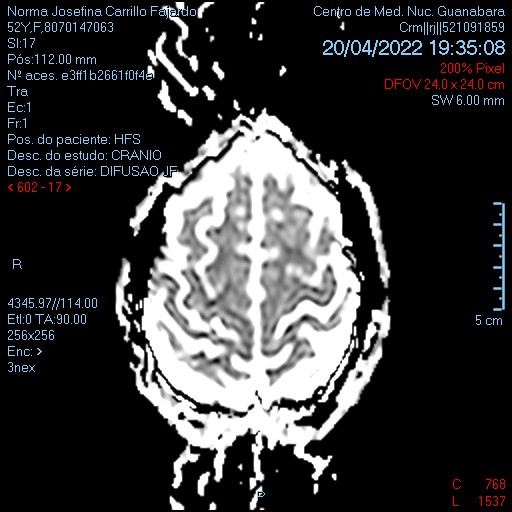 Norma Josefina Carrillo Fajardo
52Y,F,8070147063
Sl:17
Pós:112.00 mm
Nº aces. e3ff1b2661f0f4e
Tra
Ec:1
Fr:1
Pos. do paciente: HFS
Desc. do estudo: CRANIO
Desc. da série: DIFUSAO JF
< 602 - 17 >
Centro de Med. Nuc. Guanabara
Crm||rj||521091859
20/04/2022 19:35:08
200% Pixel
DFOV 24.0 x 24.0 cm
SW 6.00 mm
R
5 cm
4345.97//114.00
Etl:0 TA:90.00
256x256
Enc: >
3nex
C 768
L 1537